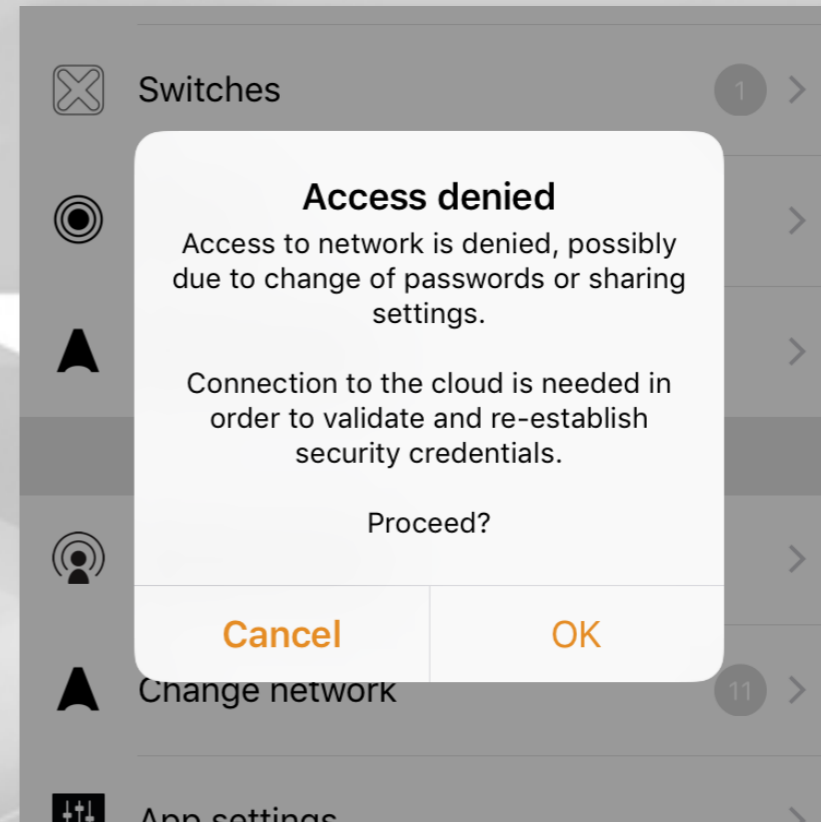 Switches
1
Access denied
Access to network is denied, possibly
due to change of passwords or sharing
settings.
Connection to the cloud is needed in
order to validate and re-establish
security credentials.
Proceed?
Cancel
OK
Change network
11
App settings